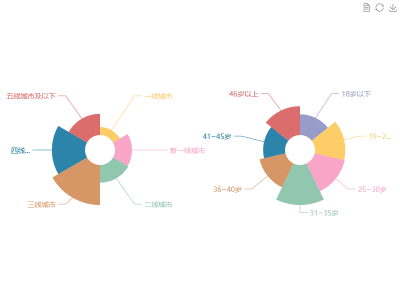 五线城市及以下
一线城市
四线...
新一线城市
三线城市
二线城市
46岁以上
18岁以下
41-45岁
19-2...
36-40岁
25-30岁
31-35岁